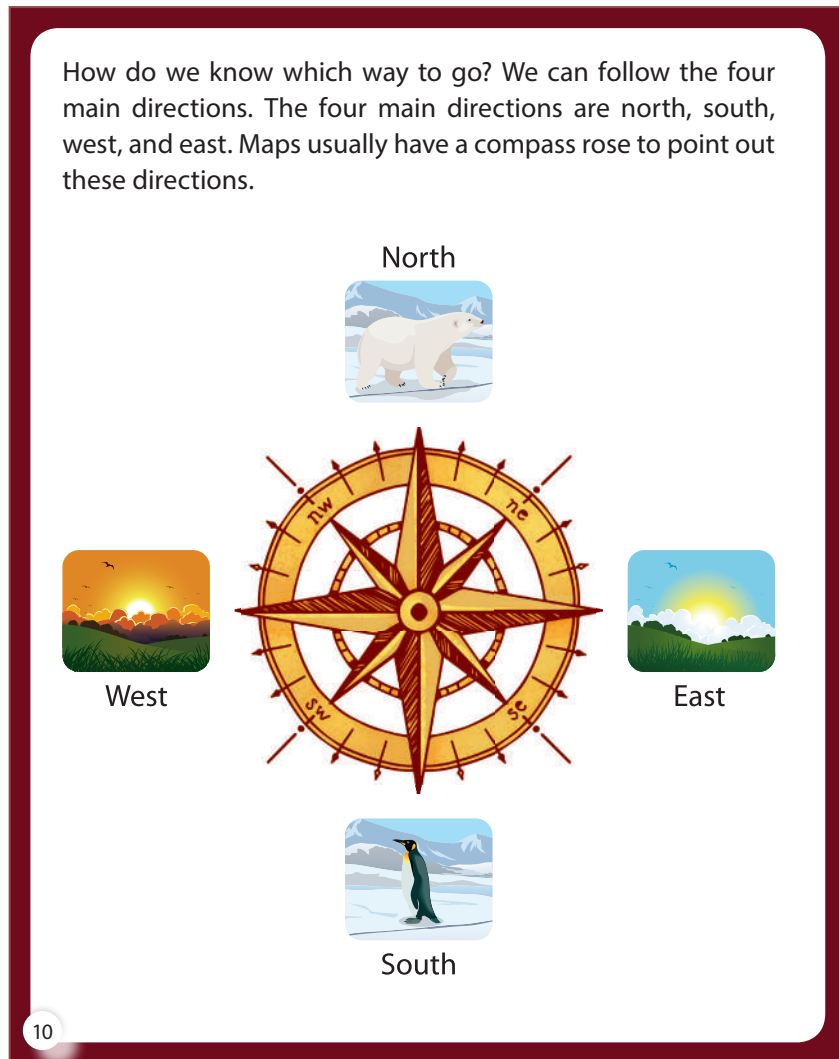 How do we know which way to go? We can follow the four
main directions. The four main directions are north, south,
west, and east. Maps usually have a compass rose to point out
these directions.
North
nw
ne
West
East
sw
se
South
10